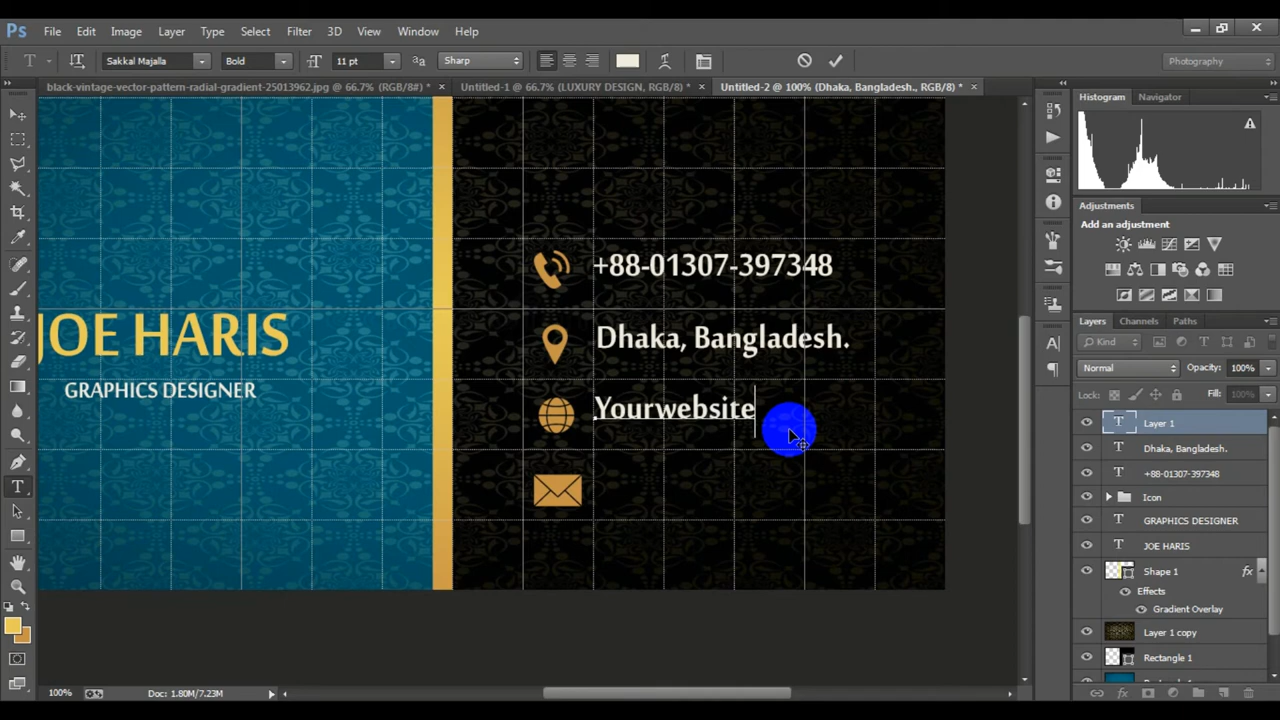 Ps File Edit Image Layer Type Select Filter 3D View Window Help
T Sakkal Majalla Bold 11 pt aa Sharp Photography
black-vintage-vector-pattern-radial-gradient-25013962.jpg @ 66.7% (RGB/8#) * × Untitled-1 @ 66.7% (LUXURY DESIGN, RGB/8) * × Untitled-2 @ 100% (Dhaka, Bangladesh., RGB/8) * ×
Histogram Navigator
Adjustments
Add an adjustment
+88-01307-397348
JOE HARIS
GRAPHICS DESIGNER
Dhaka, Bangladesh.
Yourwebsite
Layers Channels Paths
Kind
Normal Opacity: 100%
Lock: Fill: 100%
Layer 1
Dhaka, Bangladesh.
+88-01307-397348
Icon
GRAPHICS DESIGNER
JOE HARIS
Shape 1 fx
Effects
Gradient Overlay
Layer 1 copy
Rectangle 1
100% Doc: 1.80M/7.23M